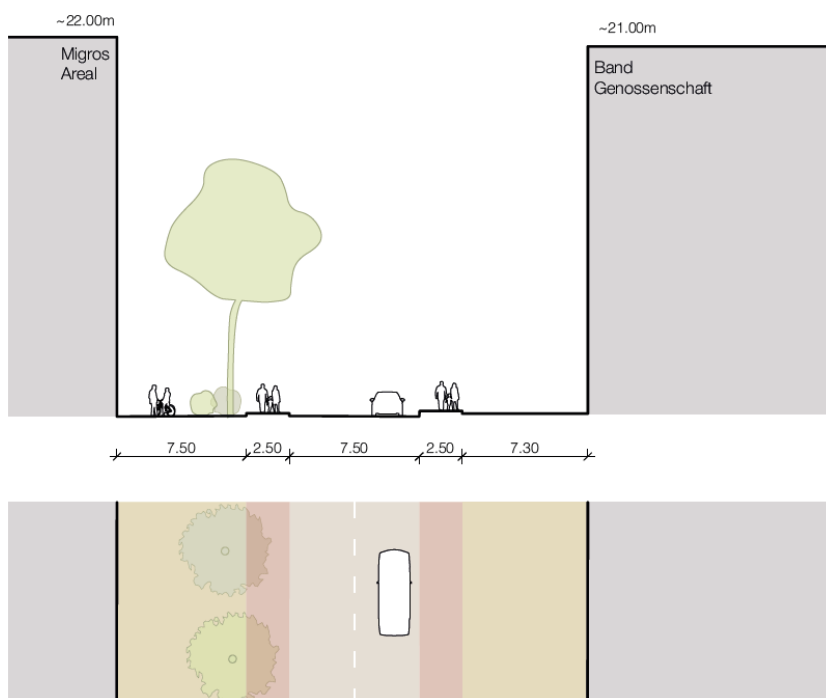 ~22.00m
~21.00m
Migros
Areal
Band
Genossenschaft
7.50 2.50 7.50 2.50 7.30